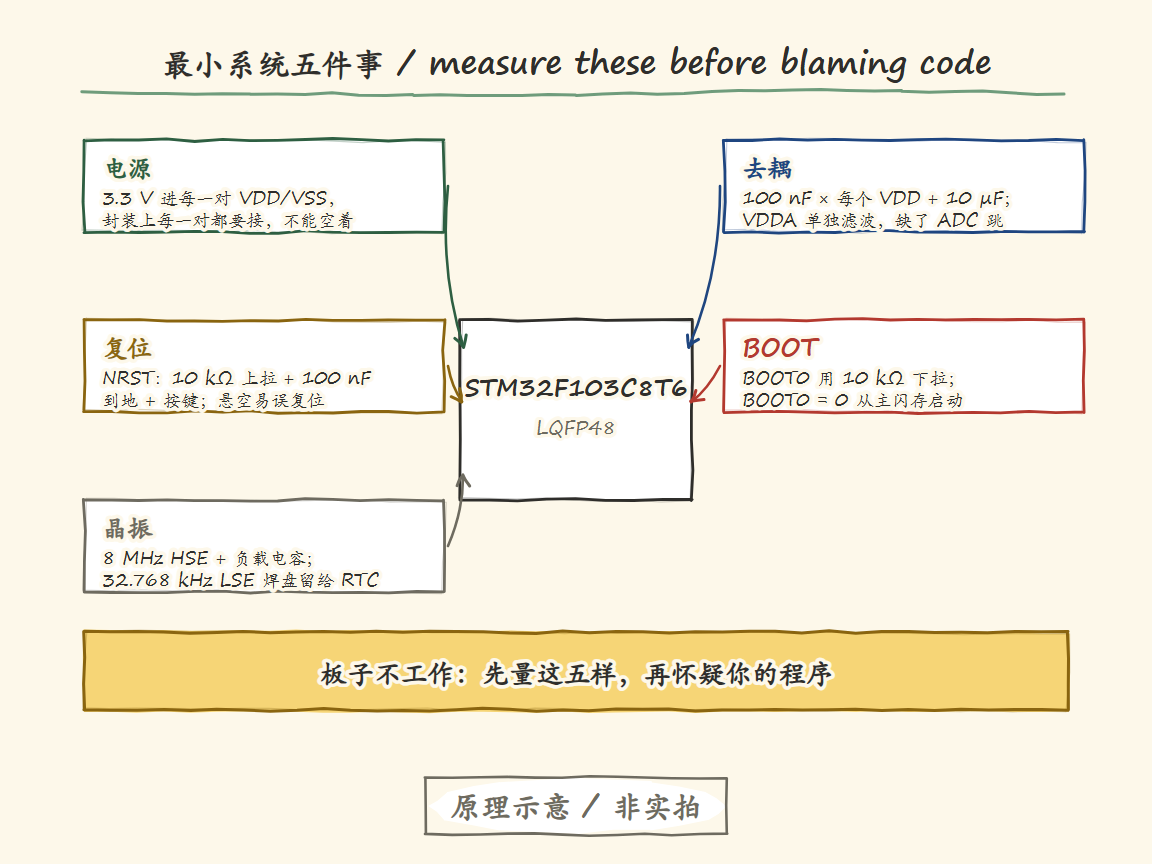 最小系统五件事 / measure these before blaming code
电源
3.3 V 进每一对 VDD/VSS，
封装上每一对都要接，不能空着
去耦
100 nF × 每个 VDD + 10 µF；
VDDA 单独滤波，缺了 ADC 跳
复位
NRST：10 kΩ 上拉 + 100 nF
到地 + 按键；悬空易误复位
STM32F103C8T6
LQFP48
BOOT
BOOT0 用 10 kΩ 下拉；
BOOT0 = 0 从主闪存启动
晶振
8 MHz HSE + 负载电容；
32.768 kHz LSE 焊盘留给 RTC
板子不工作：先量这五样，再怀疑你的程序
原理示意 / 非实拍